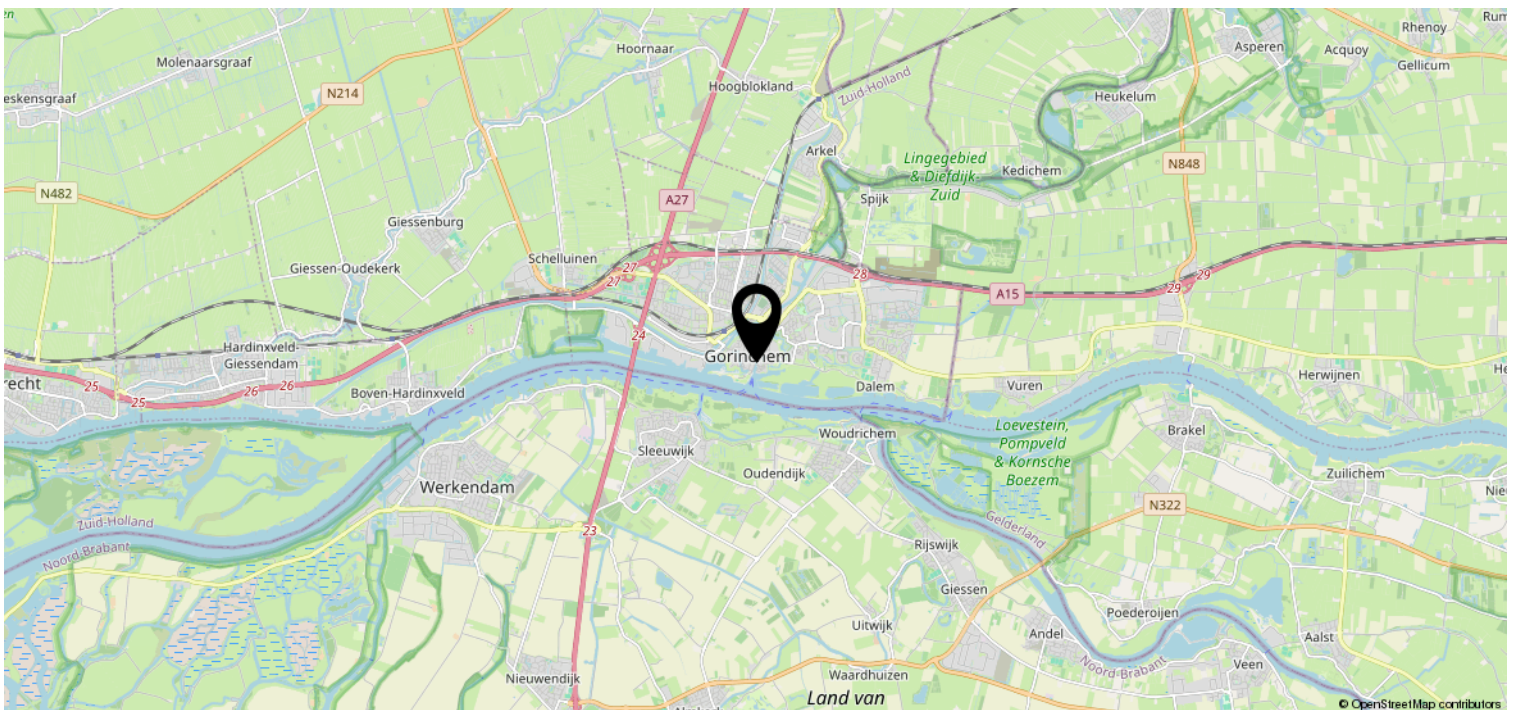 en
Rhenoy
Rum
Hoornaar
Asperen
Acquoy
Molenaarsgraaf
Gellicum
Hoogblokland
N214
Zuid-Holland
eskensgraaf
Heukelum
Arkel
Lingegebied
& Diefdijk
Zuid
Kedichem
N848
N482
A27
Spijk
Giessenburg
Schelluinen
Giessen-Oudekerk
27
27
28
29
29
A15
24
Hardinxveld-
Giessendam
Gorinchem
recht
25
25
26
26
Boven-Hardinxveld
Dalem
Vuren
Herwijnen
He
Woudrichem
Loevestein,
Pompveld
& Kornsche
Boezem
Brakel
Sleeuwijk
Oudendijk
Zuilichem
Werkendam
Nie
N322
Zuid-Holland
Noord-Brabant
23
Gelderland
Rijswijk
Giessen
Poederoijen
Uitwijk
Andel
Aalst
Noord-Brabant
Veen
Nieuwendijk
Waardhuizen
Land van
© OpenStreetMap contributors